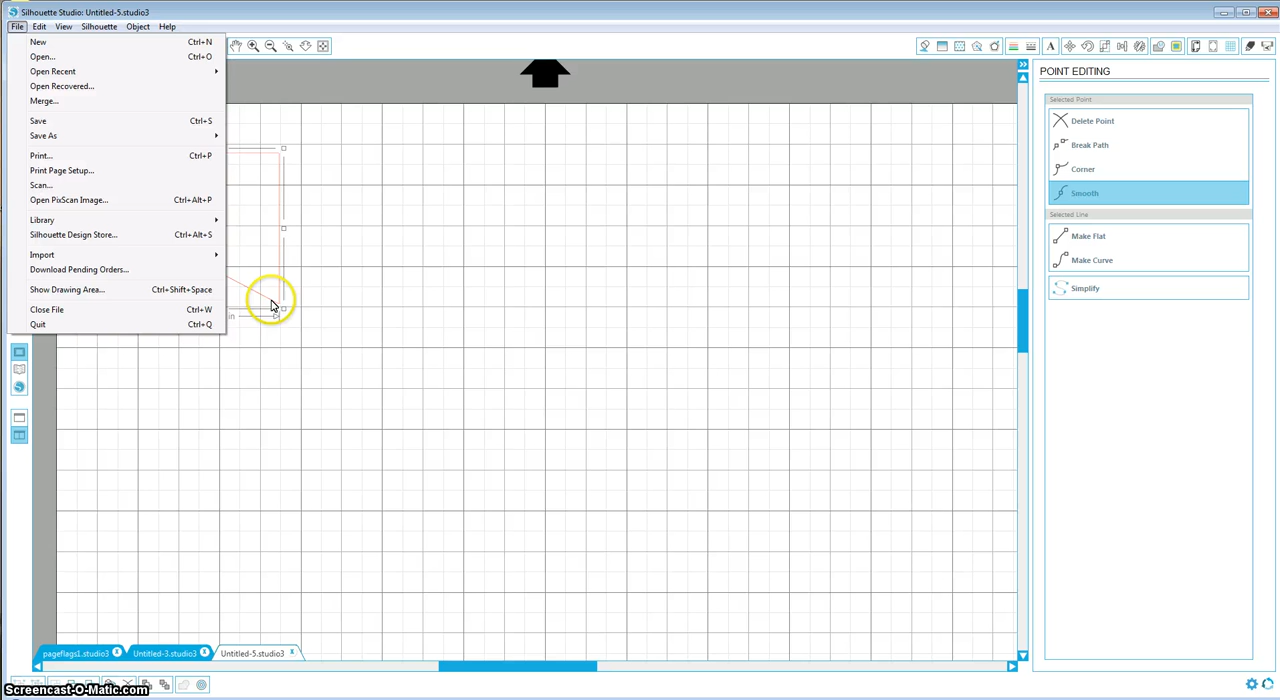 Silhouette Studio: Untitled-5.studio3
File Edit View Silhouette Object Help
New Ctrl+N
Open... Ctrl+O
Open Recent
Open Recovered...
Merge...
Save Ctrl+S
Save As
Print... Ctrl+P
Print Page Setup...
Scan...
Open PixScan Image... Ctrl+Alt+P
Library
Silhouette Design Store... Ctrl+Alt+S
Import
Download Pending Orders...
Show Drawing Area... Ctrl+Shift+Space
Close File Ctrl+W
Quit Ctrl+Q
in
POINT EDITING
Selected Point
Delete Point
Break Path
Corner
Smooth
Selected Line
Make Flat
Make Curve
Simplify
pageflags1.studio3 Untitled-3.studio3 Untitled-5.studio3
Screencast-O-Matic.com